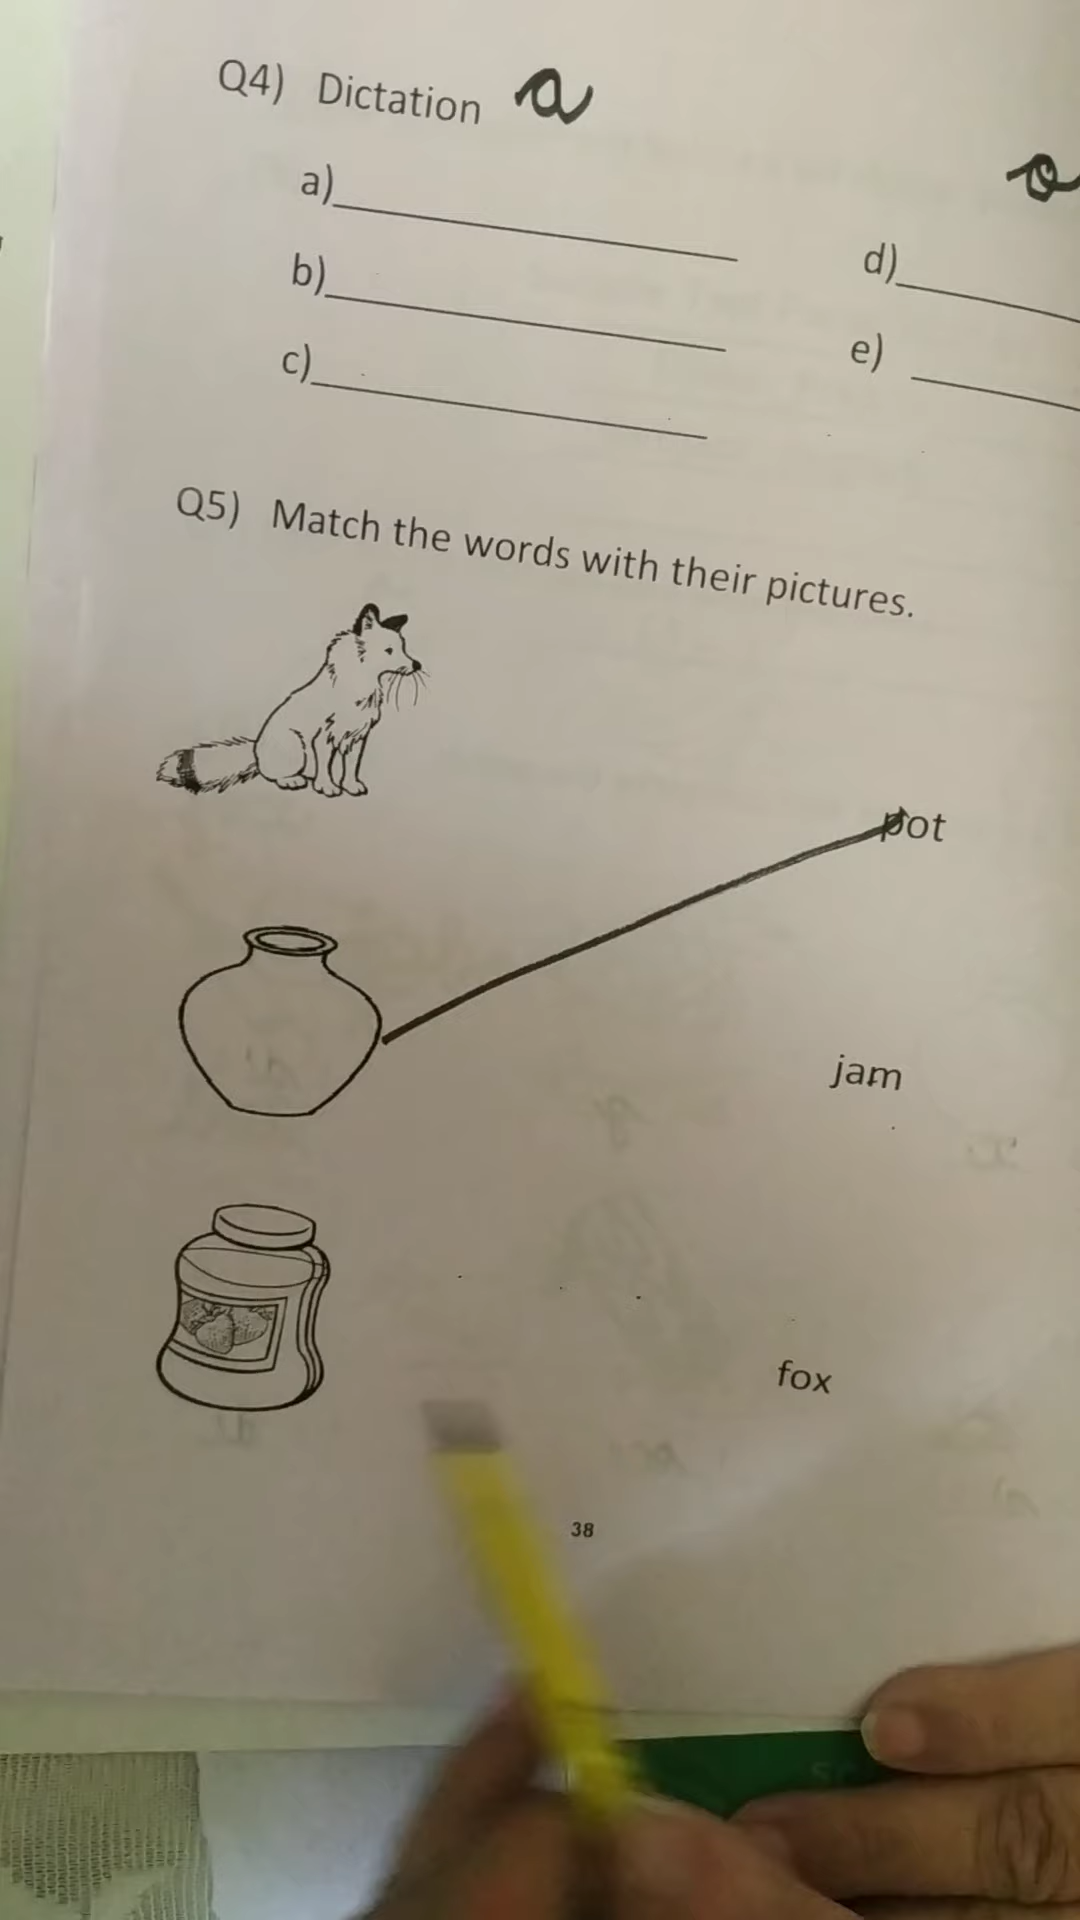 Q4) Dictation a
o
a)
b)
c)
d)
e)
Q5) Match the words with their pictures.
pot
jam
fox
38